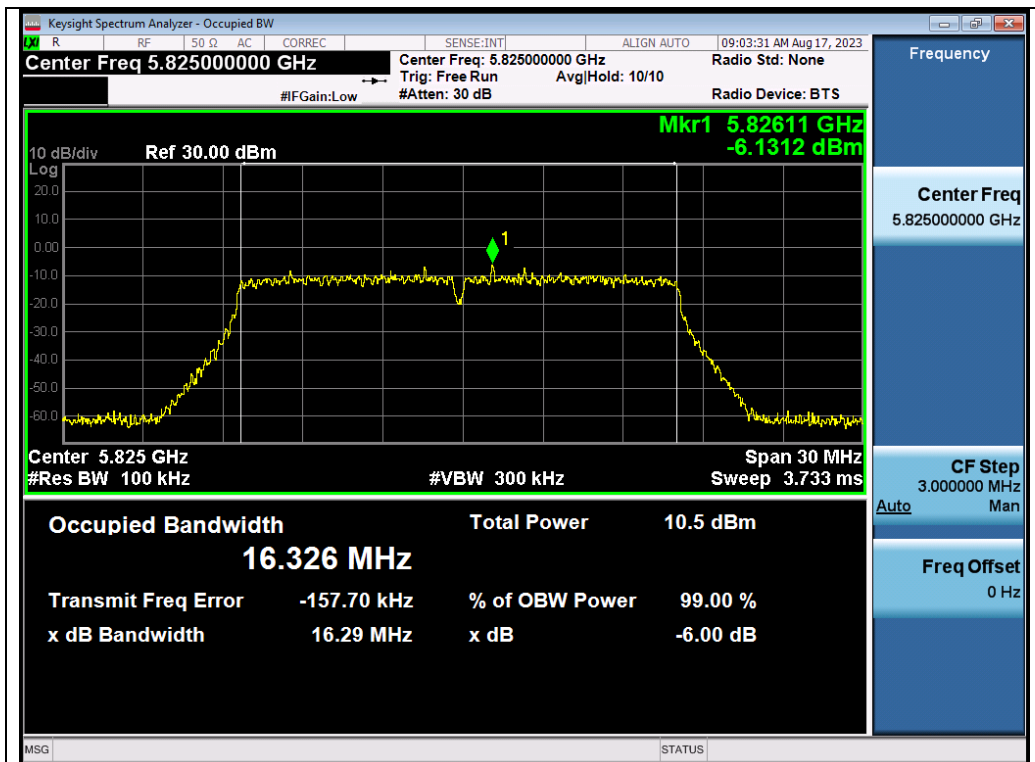 Keysight Spectrum Analyzer - Occupied BW
LXI R RF 50 Ω AC CORREC SENSE:INT ALIGN AUTO 09:03:31 AM Aug 17, 2023
Center Freq 5.825000000 GHz
Center Freq: 5.825000000 GHz
Radio Std: None
Trig: Free Run Avg|Hold: 10/10
#IFGain:Low #Atten: 30 dB Radio Device: BTS
Frequency
Mkr1 5.82611 GHz
-6.1312 dBm
10 dB/div Ref 30.00 dBm
Log
20.0
10.0
0.00
-10.0
-20.0
-30.0
-40.0
-50.0
-60.0
1
Center 5.825 GHz Span 30 MHz
#Res BW 100 kHz #VBW 300 kHz Sweep 3.733 ms
Center Freq
5.825000000 GHz
CF Step
3.000000 MHz
Auto Man
Freq Offset
0 Hz
Occupied Bandwidth Total Power 10.5 dBm
16.326 MHz
Transmit Freq Error -157.70 kHz % of OBW Power 99.00 %
x dB Bandwidth 16.29 MHz x dB -6.00 dB
MSG STATUS